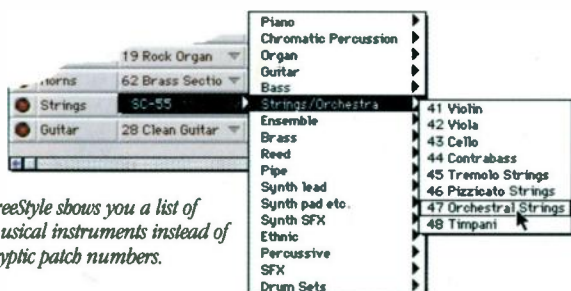 19 Rock Organ
Horns
62 Brass Sectio
Strings
SC-55
Guitar
28 Clean Guitar
Piano
Chromatic Percussion
Organ
Guitar
Bass
Strings/Orchestra
Ensemble
Brass
Reed
Pipe
Synth lead
Synth pad etc.
Synth SFX
Ethnic
Percussive
SFX
Drum Sets
41 Violin
42 Viola
43 Cello
44 Contrabass
45 Tremolo Strings
46 Pizzicato Strings
47 Orchestral Strings
48 Timpani
reeStyle shows you a list of
usical instruments instead of
yptic patch numbers.